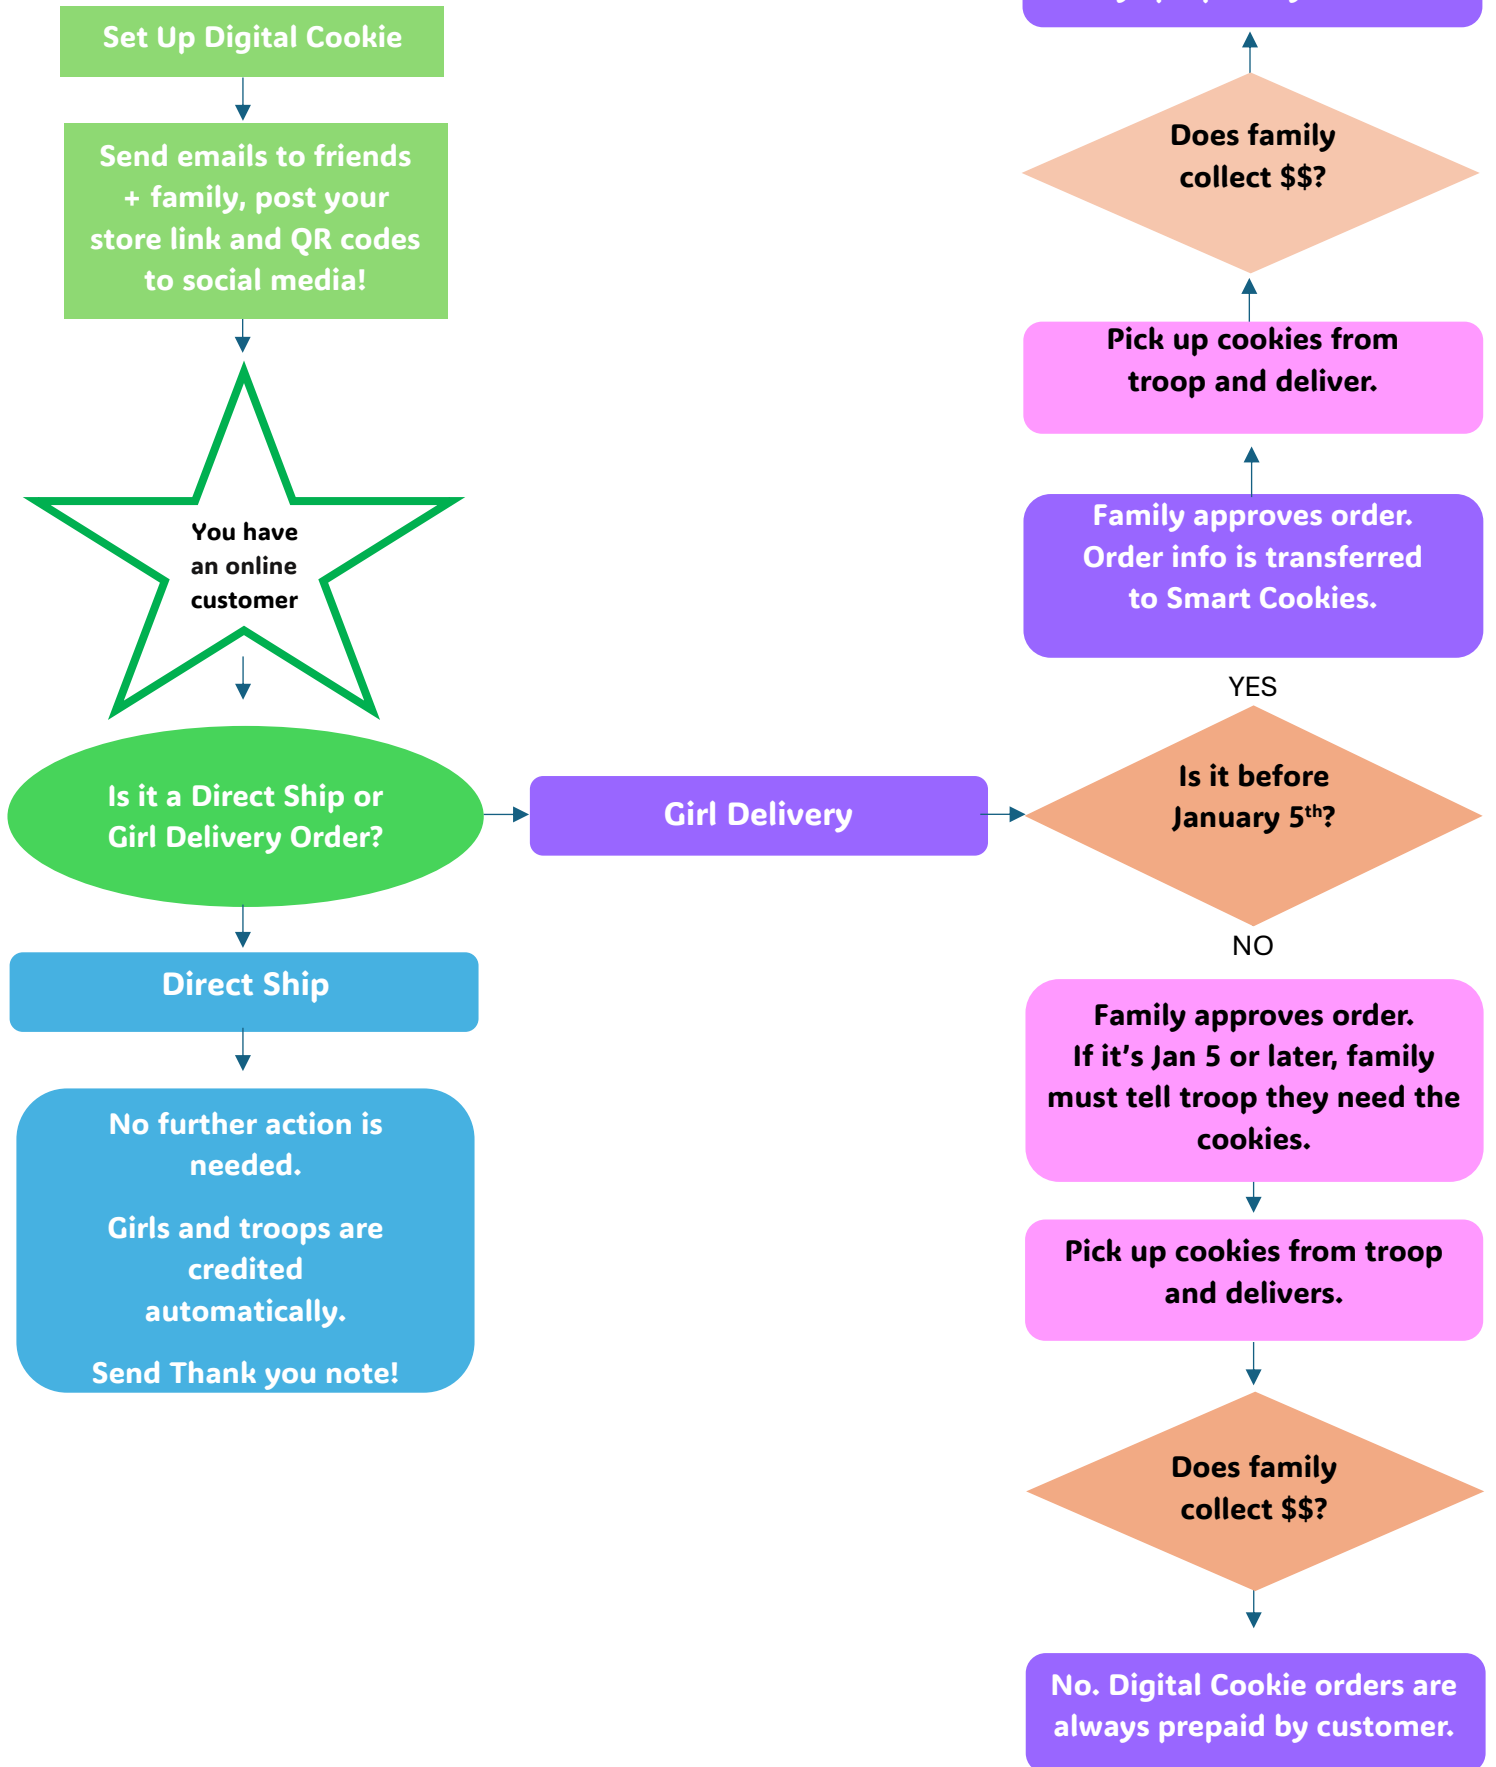 Set Up Digital Cookie
Send emails to friends
+ family, post your
store link and QR codes
to social media!
You have
an online
customer
Is it a Direct Ship or
Girl Delivery Order?
Direct Ship
No further action is
needed.
Girls and troops are
credited
automatically.
Send Thank you note!
Girl Delivery
Does family
collect $$?
Pick up cookies from
troop and deliver.
Family approves order.
Order info is transferred
to Smart Cookies.
YES
Is it before
January 5th?
NO
Family approves order.
If it’s Jan 5 or later, family
must tell troop they need the
cookies.
Pick up cookies from troop
and delivers.
Does family
collect $$?
No. Digital Cookie orders are
always prepaid by customer.